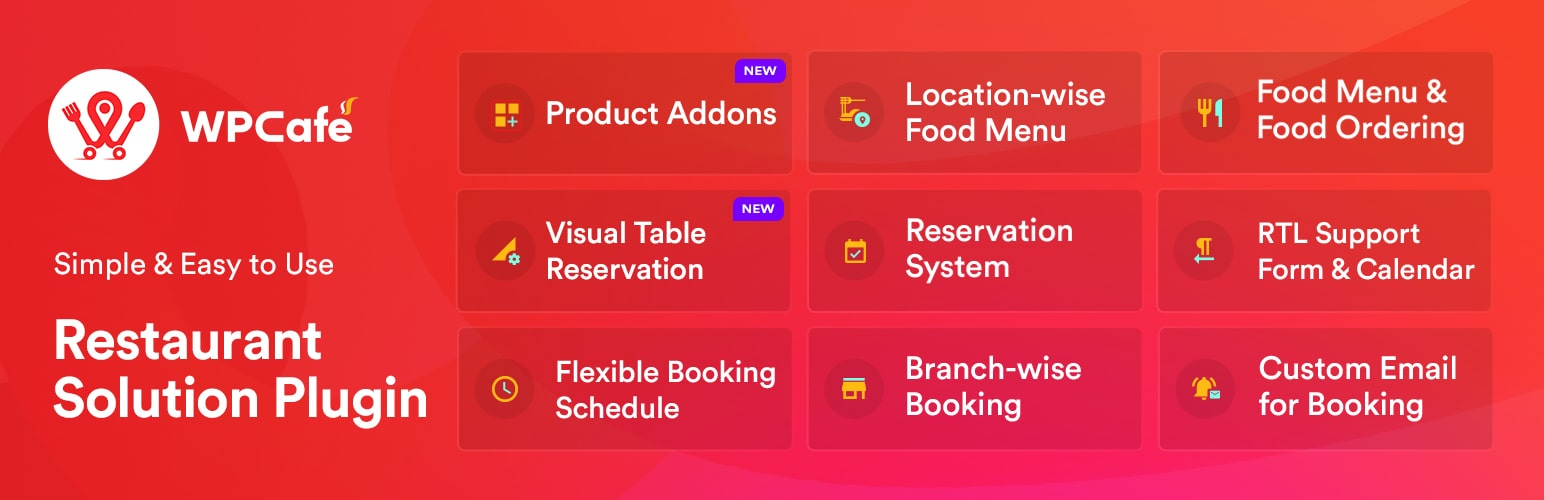 WPCafé
Simple & Easy to Use
Restaurant
Solution Plugin
NEW
Product Addons
Location-wise
Food Menu
Food Menu &
Food Ordering
NEW
Visual Table
Reservation
Reservation
System
RTL Support
Form & Calendar
Flexible Booking
Schedule
Branch-wise
Booking
Custom Email
for Booking